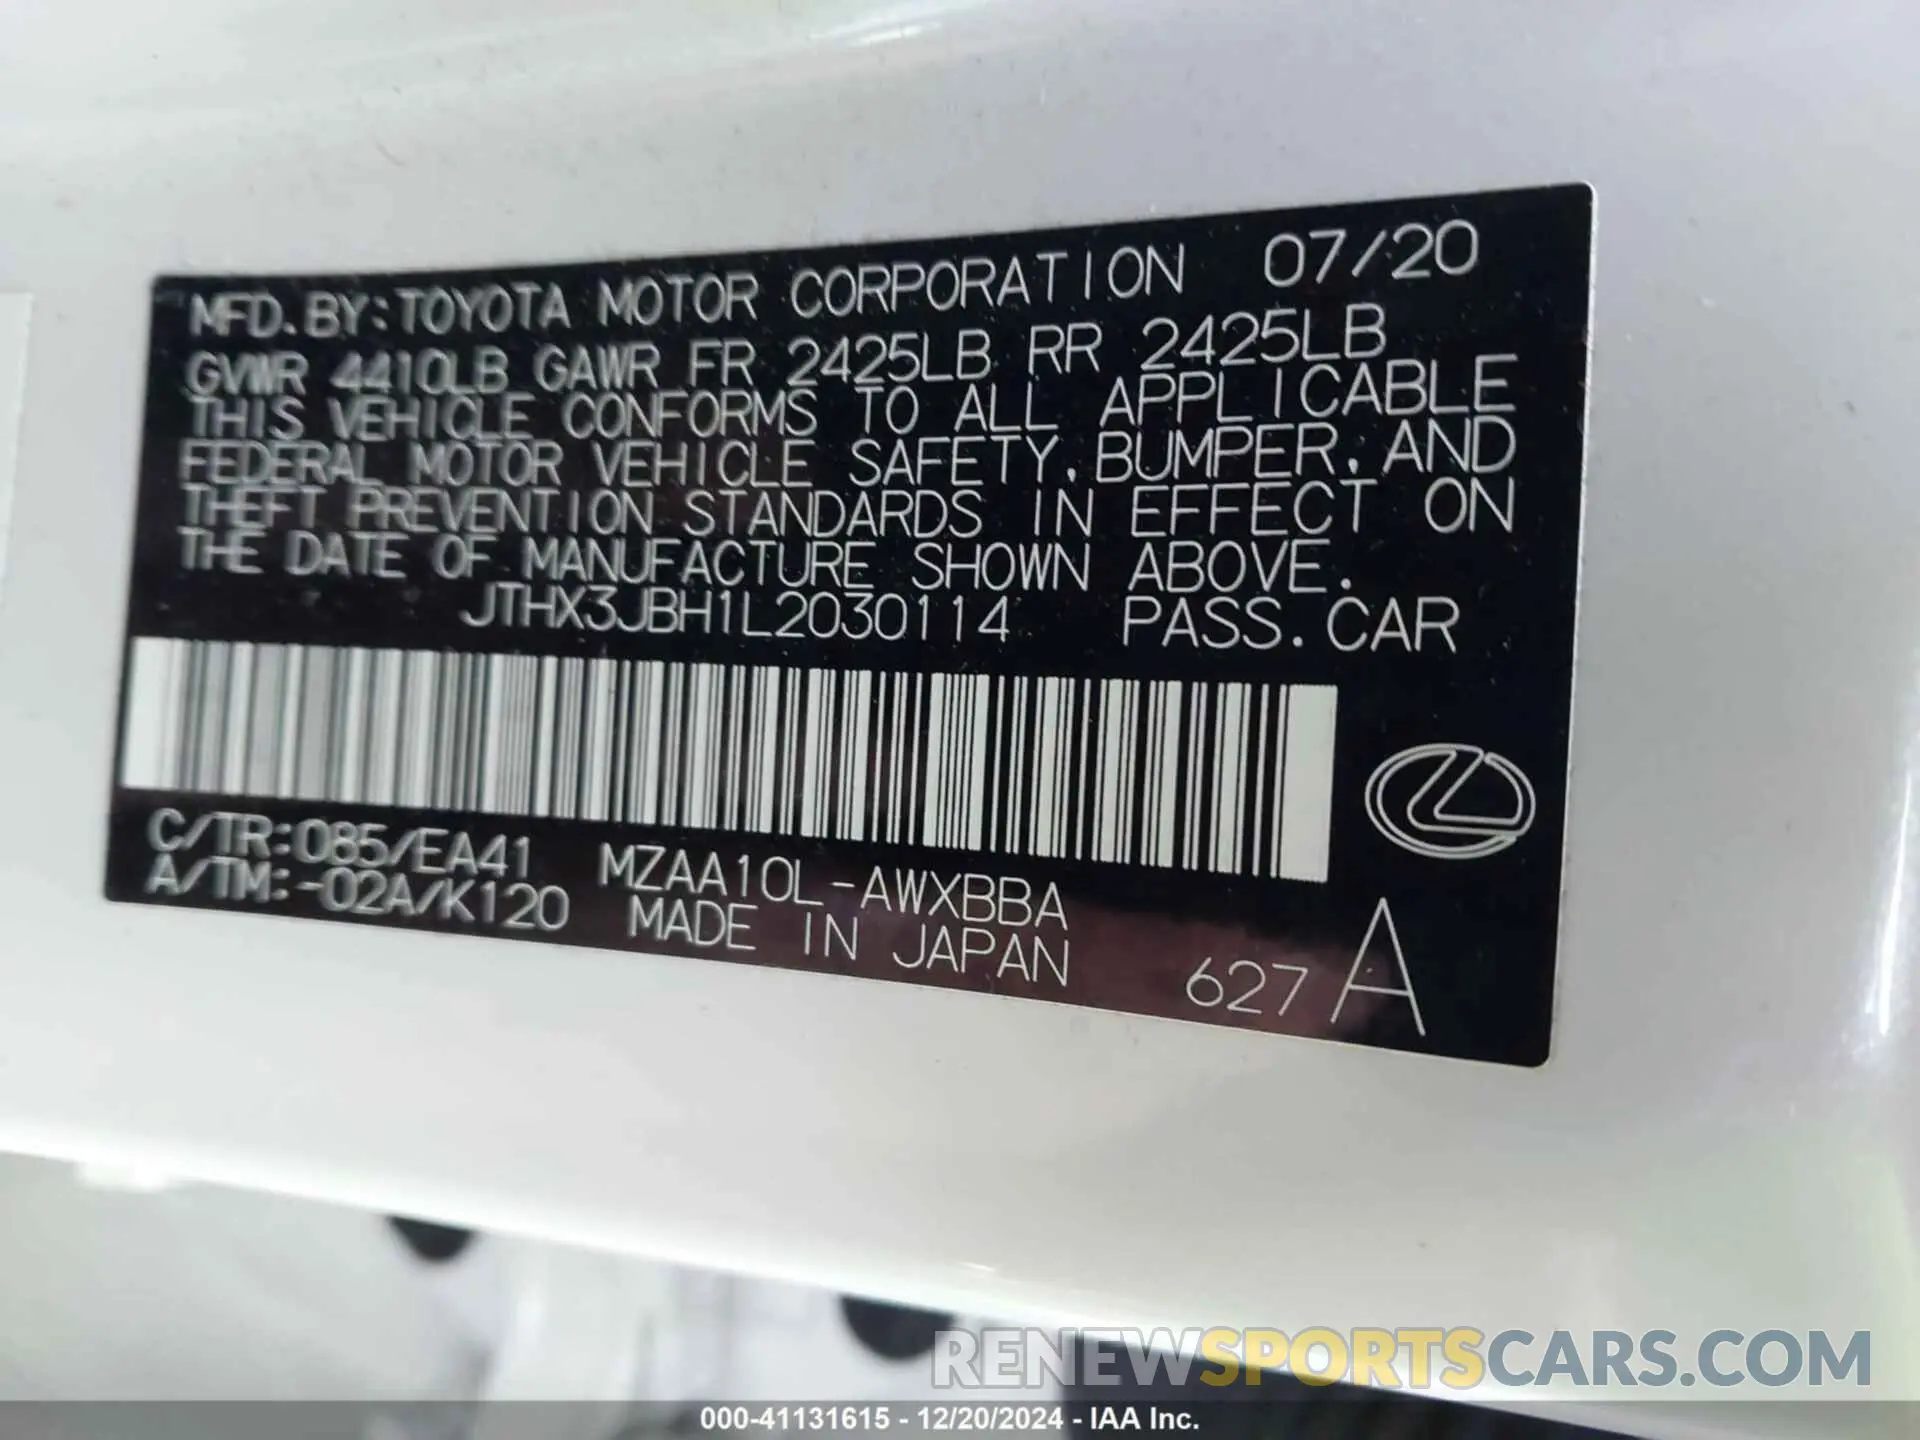 MFD. BY: TOYOTA MOTOR CORPORATION 07/20
GVWR 4410LB GAWR FR 2425LB RR 2425LB
THIS VEHICLE CONFORMS TO ALL APPLICABLE
FEDERAL MOTOR VEHICLE SAFETY, BUMPER, AND
THEFT PREVENTION STANDARDS IN EFFECT ON
THE DATE OF MANUFACTURE SHOWN ABOVE.
JTHX3JBH1L2030114 PASS. CAR
C/TR:085/EA41 MZAA10L-AWXBBA
A/TM:-02A/K120 MADE IN JAPAN
627 A
RENEWSPORTSCARS.COM
000-41131615 - 12/20/2024 - IAA Inc.